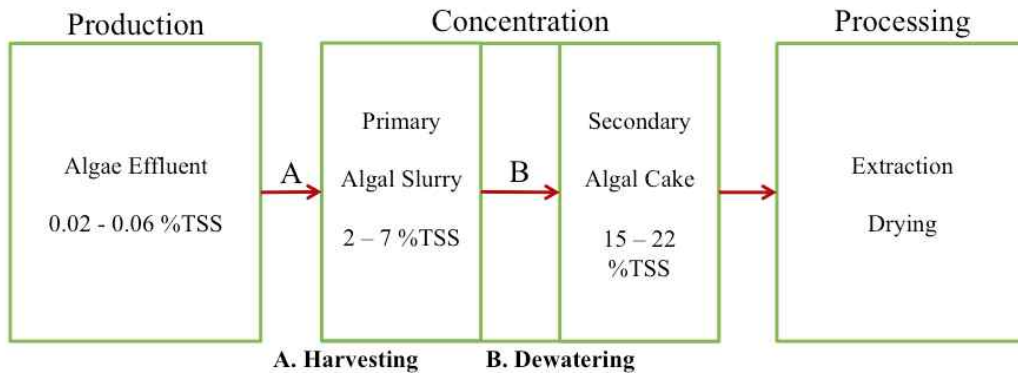 Production
Concentration
Processing
Algae Effluent
0.02 - 0.06 %TSS
A
Primary
Algal Slurry
2 – 7 %TSS
B
Secondary
Algal Cake
15 – 22
%TSS
Extraction
Drying
A. Harvesting
B. Dewatering